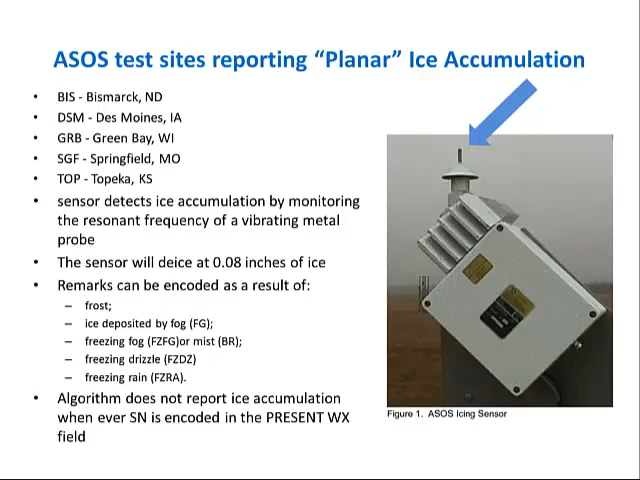 ASOS test sites reporting “Planar” Ice Accumulation
• BIS - Bismarck, ND
• DSM - Des Moines, IA
• GRB - Green Bay, WI
• SGF - Springfield, MO
• TOP - Topeka, KS
• sensor detects ice accumulation by monitoring
the resonant frequency of a vibrating metal
probe
• The sensor will deice at 0.08 inches of ice
• Remarks can be encoded as a result of:
– frost;
– ice deposited by fog (FG);
– freezing fog (FZFG)or mist (BR);
– freezing drizzle (FZDZ)
– freezing rain (FZRA).
• Algorithm does not report ice accumulation
when ever SN is encoded in the PRESENT WX
field
Figure 1. ASOS Icing Sensor